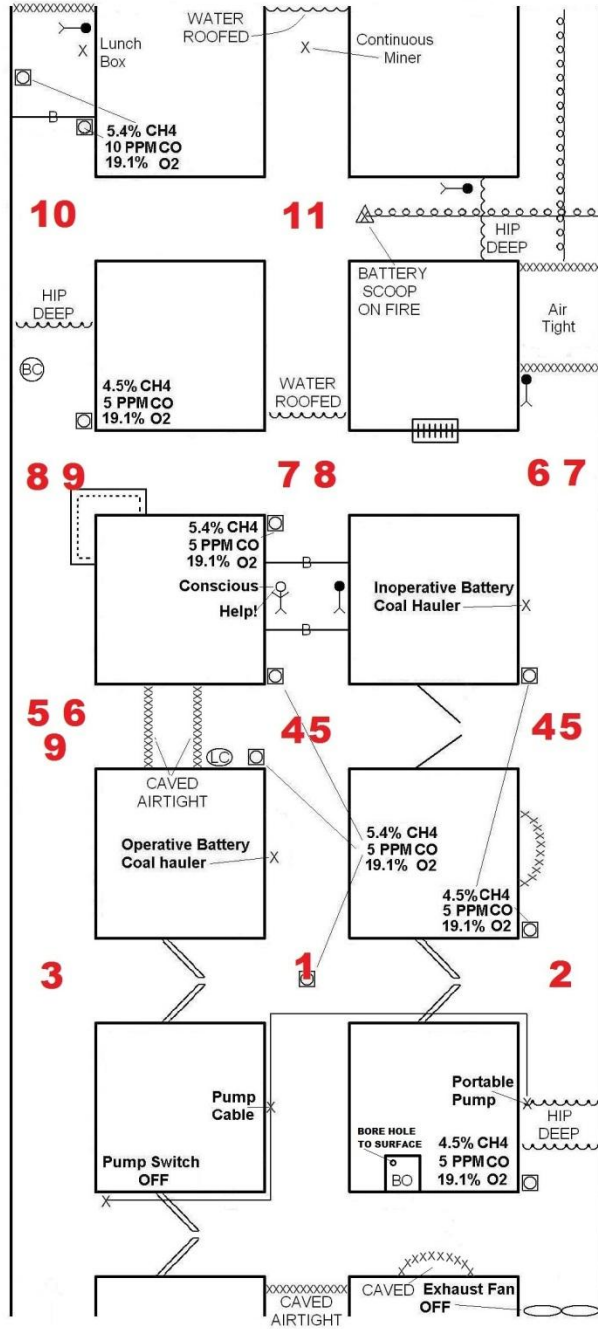 WATER
ROOFED
Lunch
Box
X
X
Continuous
Miner
B
5.4% CH4
10 PPM CO
19.1% O2
10
11
HIP
DEEP
BATTERY
SCOOP
ON FIRE
HIP
DEEP
Air
Tight
BO
4.5% CH4
5 PPM CO
19.1% O2
WATER
ROOFED
8 9
7 8
6 7
5.4% CH4
5 PPM CO
19.1% O2
B
Conscious
Help!
B
Inoperative Battery
Coal Hauler
X
5 6
9
4 5
4 5
LC
CAVED
AIRTIGHT
Operative Battery
Coal hauler
X
5.4% CH4
5 PPM CO
19.1% O2
4.5% CH4
5 PPM CO
19.1% O2
3
1
2
Pump
Cable
X
Portable
Pump
X
HIP
DEEP
BORE HOLE
TO SURFACE
BO
4.5% CH4
5 PPM CO
19.1% O2
Pump Switch
OFF
X
CAVED
AIRTIGHT
CAVED
Exhaust Fan
OFF